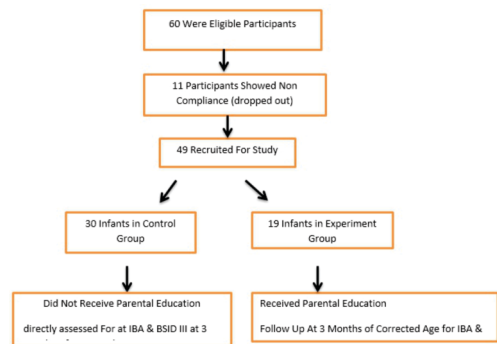 60 Were Eligible Participants
11 Participants Showed Non
Compliance (dropped out)
49 Recruited For Study
30 Infants in Control
Group
19 Infants in Experiment
Group
Did Not Receive Parental Education
directly assessed For at IBA & BSID III at 3
Received Parental Education
Follow Up At 3 Months of Corrected Age for IBA &